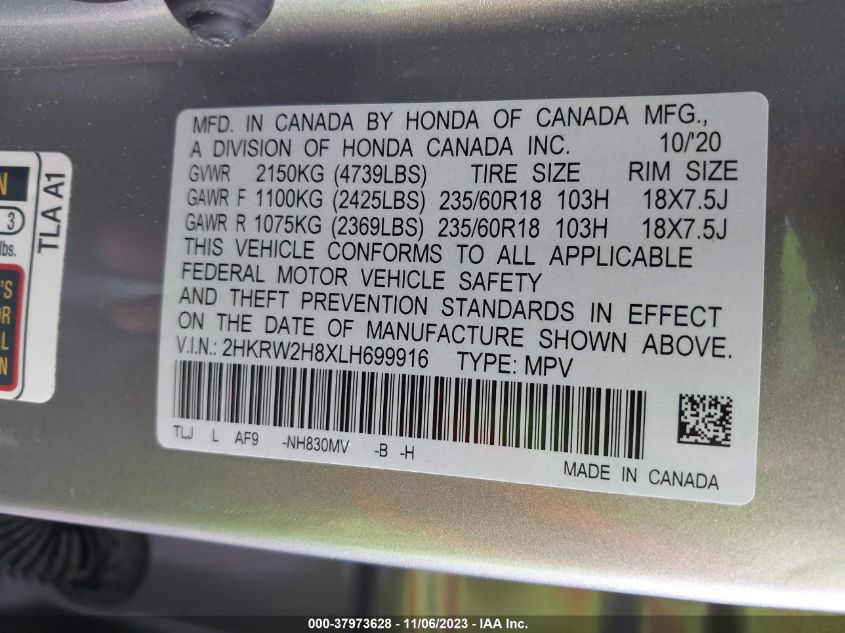 MFD. IN CANADA BY HONDA OF CANADA MFG.,
A DIVISION OF HONDA CANADA INC. 10/'20
GVWR 2150KG (4739LBS) TIRE SIZE RIM SIZE
GAWR F 1100KG (2425LBS) 235/60R18 103H 18X7.5J
GAWR R 1075KG (2369LBS) 235/60R18 103H 18X7.5J
THIS VEHICLE CONFORMS TO ALL APPLICABLE
FEDERAL MOTOR VEHICLE SAFETY
AND THEFT PREVENTION STANDARDS IN EFFECT
ON THE DATE OF MANUFACTURE SHOWN ABOVE.
V.I.N.: 2HKRW2H8XLH699916 TYPE: MPV
TLJ L AF9 -NH830MV -B -H
MADE IN CANADA
TLA A1
3
lbs.
000-37973628 - 11/06/2023 - IAA Inc.